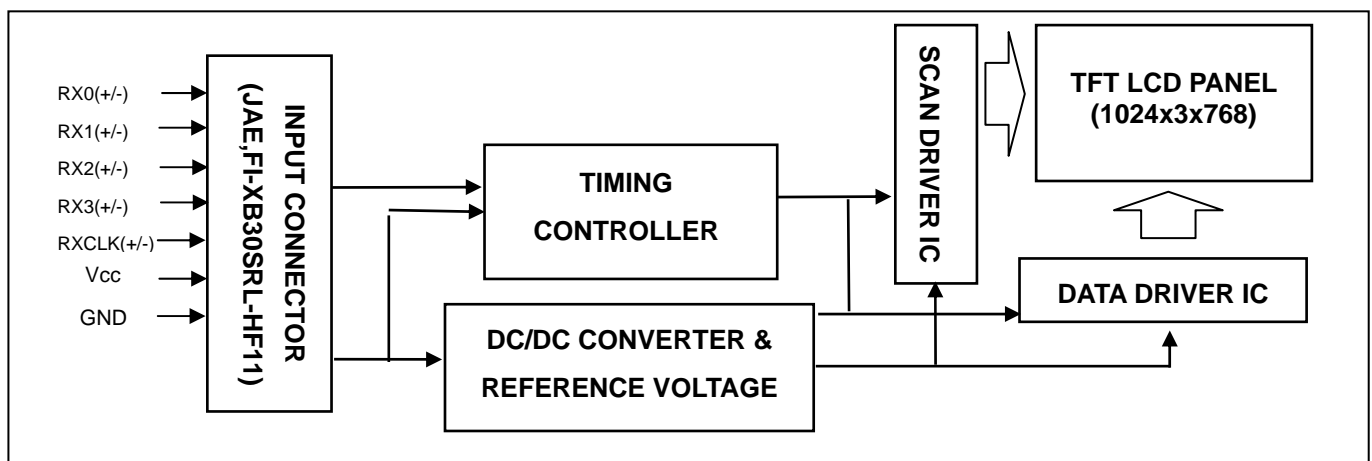 RX0(+/-)
RX1(+/-)
RX2(+/-)
RX3(+/-)
RXCLK(+/-)
Vcc
GND
INPUT CONNECTOR
(JAE,FI-XB30SRL-HF11)
TIMING
CONTROLLER
DC/DC CONVERTER &
REFERENCE VOLTAGE
SCAN DRIVER IC
TFT LCD PANEL
(1024x3x768)
DATA DRIVER IC